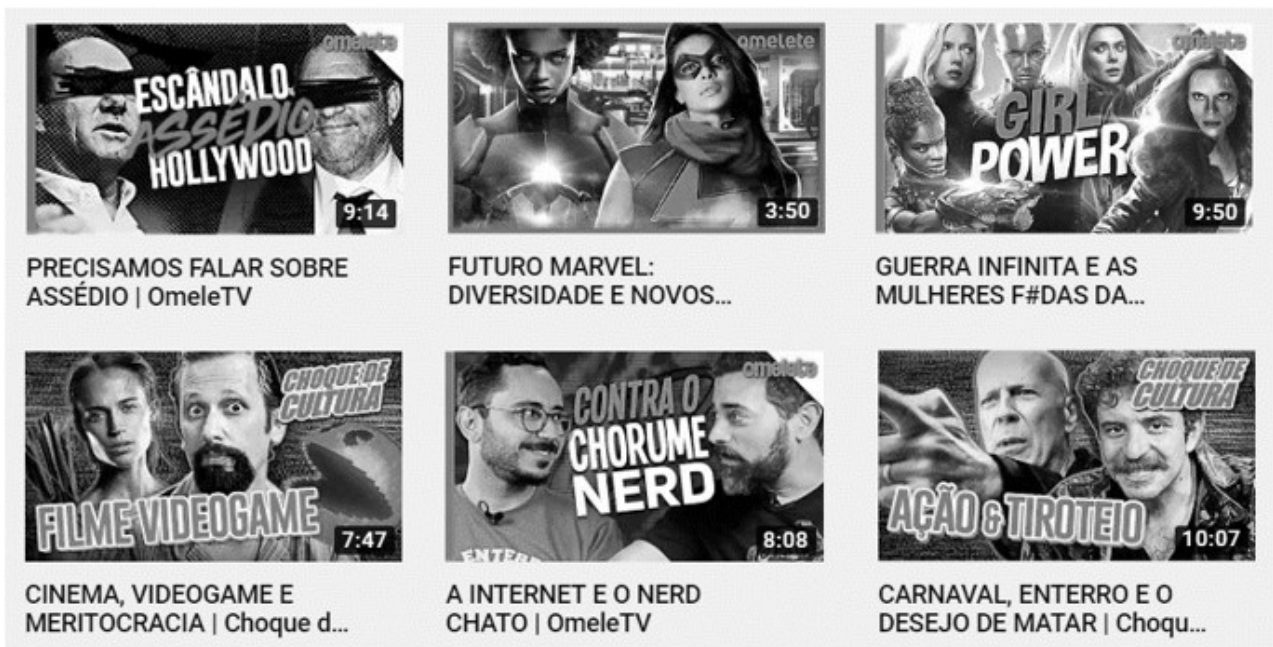 omelete
ESCÂNDALO
ASSÉDIO
HOLLYWOOD
9:14
omelete
3:50
omelete
GIRL
POWER
9:50
PRECISAMOS FALAR SOBRE
ASSÉDIO | OmeleTV
FUTURO MARVEL:
DIVERSIDADE E NOVOS...
GUERRA INFINITA E AS
MULHERES F#DAS DA...
CHOQUE DE
CULTURA
FILME VIDEOGAME
7:47
omelete
CONTRA O
CHORUME
NERD
ENTER
8:08
CHOQUE DE
CULTURA
AÇÃO & TIROTEIO
10:07
CINEMA, VIDEOGAME E
MERITOCRACIA | Choque d...
A INTERNET E O NERD
CHATO | OmeleTV
CARNAVAL, ENTERRO E O
DESEJO DE MATAR | Choqu...